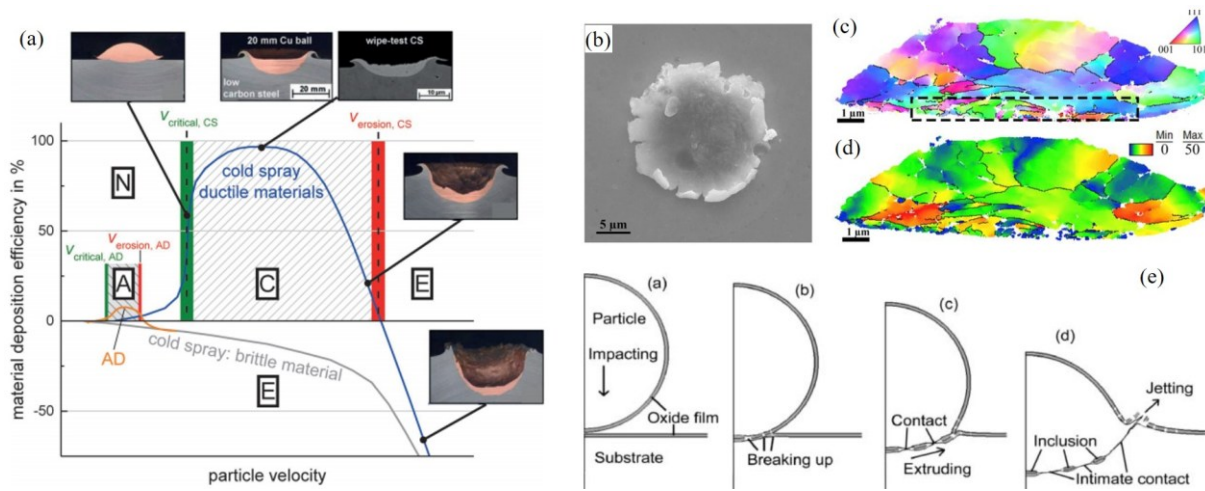 (a)
20 mm Cu ball
low
carbon steel
20 mm
wipe-test CS
10 µm
Vcritical, CS
Verosion, CS
100
50
0
-50
material deposition efficiency in %
particle velocity
N
cold spray
ductile materials
Vcritical, AD
Verosion, AD
A
C
E
AD
cold spray: brittle material
E
(b)
5 µm
(c)
111
001
101
1 µm
(d)
Min
Max
0
50
1 µm
(e)
(a)
Particle
Impacting
Oxide film
Substrate
(b)
Breaking up
(c)
Contact
Extruding
(d)
Jetting
Inclusion
Intimate contact